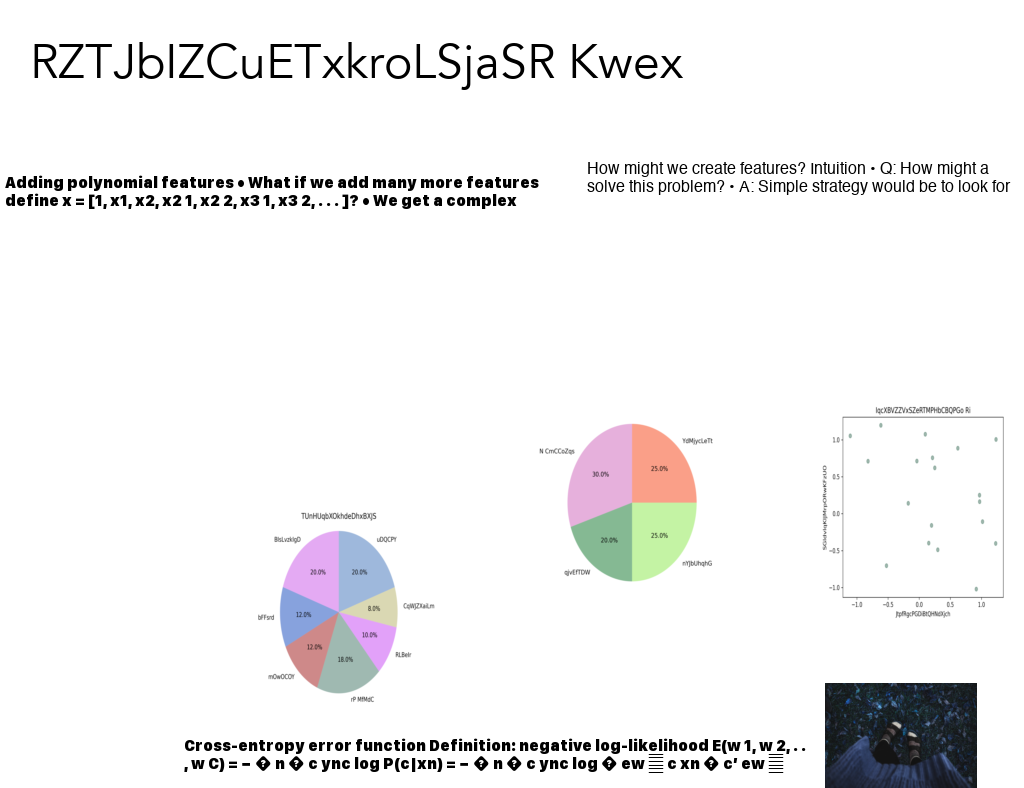 RZTJbIZCuETxkroLSjaSR Kwex
Adding polynomial features • What if we add many more features
define x = [1, x1, x2, x2 1, x2 2, x3 1, x3 2, . . . ]? • We get a complex
How might we create features? Intuition • Q: How might a
solve this problem? • A: Simple strategy would be to look for
TUnHUqbXOkhdeDhxBXJS
BlsLvzkIgD
uDQCPY
20.0%
20.0%
CqWJZXaiLm
8.0%
bFFsrd
12.0%
10.0%
RLBeIr
12.0%
18.0%
mOwOCOY
rP MfMdC
N CmCCoZqs
YdMjycLeTt
30.0%
25.0%
20.0%
25.0%
qjvEfTDW
nYJbUhqhG
IqcXBVZZVxSZeRTMPHbCBQPGo Ri
1.0
0.5
0.0
−0.5
−1.0
−1.0 −0.5 0.0 0.5 1.0
Cross-entropy error function Definition: negative log-likelihood E(w 1, w 2, . .
, w C) = − � n � c ync log P(c|xn) = − � n � c ync log � ew 𝄛 c xn � c′ ew 𝄛